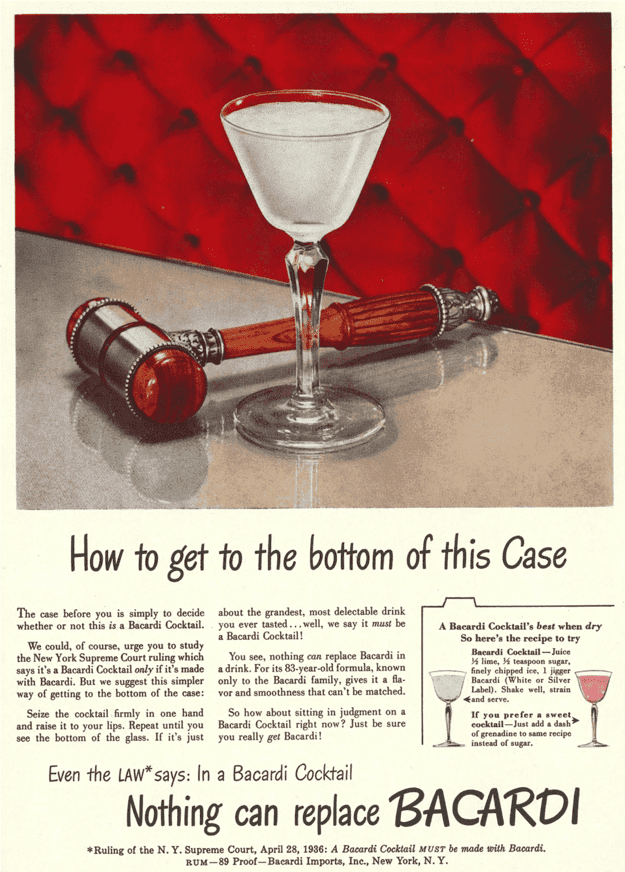 How to get to the bottom of this Case
The case before you is simply to decide
whether or not this is a Bacardi Cocktail.
We could, of course, urge you to study
the New York Supreme Court ruling which
says it's a Bacardi Cocktail only if it's made
with Bacardi. But we suggest this simpler
way of getting to the bottom of the case:
Seize the cocktail firmly in one hand
and raise it to your lips. Repeat until you
see the bottom of the glass. If it's just
about the grandest, most delectable drink
you ever tasted...well, we say it must be
a Bacardi Cocktail!
You see, nothing can replace Bacardi in
a drink. For its 83-year-old formula, known
only to the Bacardi family, gives it a fla-
vor and smoothness that can't be matched.
So how about sitting in judgment on a
Bacardi Cocktail right now? Just be sure
you really get Bacardi!
A Bacardi Cocktail's best when dry
So here's the recipe to try
Bacardi Cocktail—Juice
½ lime, ½ teaspoon sugar,
finely chipped ice, 1 jigger
Bacardi (White or Silver
Label). Shake well, strain
and serve.
If you prefer a sweet
cocktail—Just add a dash
of grenadine to same recipe
instead of sugar.
Even the LAW* says: In a Bacardi Cocktail
Nothing can replace BACARDI
*Ruling of the N. Y. Supreme Court, April 28, 1936: A Bacardi Cocktail MUST be made with Bacardi.
RUM—89 Proof—Bacardi Imports, Inc., New York, N. Y.